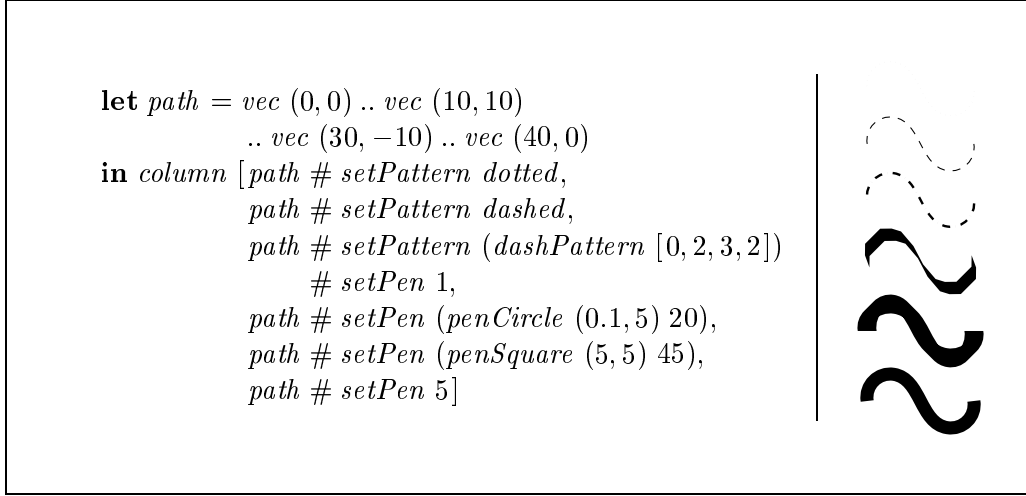 let path = vec (0, 0) .. vec (10, 10)
.. vec (30, −10) .. vec (40, 0)
in column [path # setPattern dotted,
path # setPattern dashed,
path # setPattern (dashPattern [0, 2, 3, 2])
# setPen 1,
path # setPen (penCircle (0.1, 5) 20),
path # setPen (penSquare (5, 5) 45),
path # setPen 5]